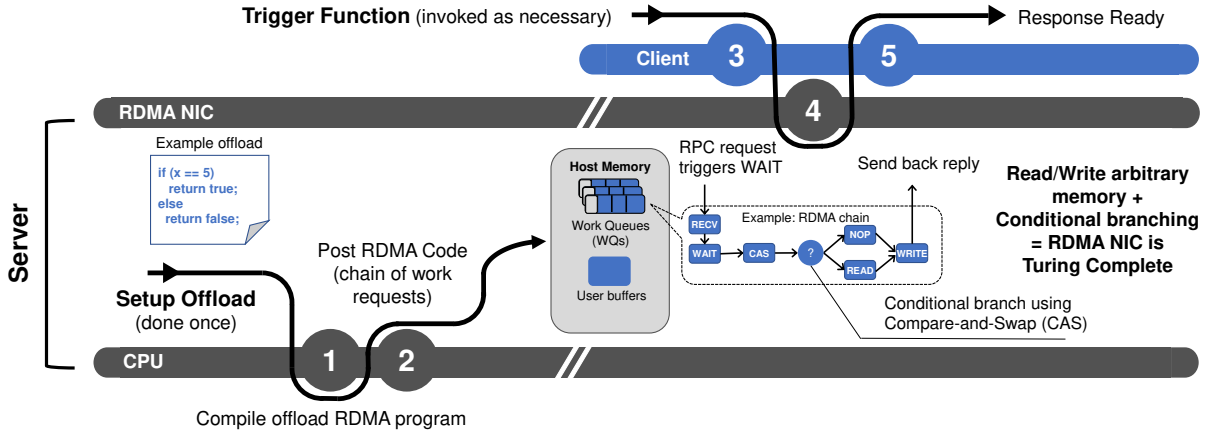 Trigger Function (invoked as necessary)
Response Ready
Client
3
5
RDMA NIC
4
Server
Example offload
if (x == 5)
return true;
else
return false;
Setup Offload
(done once)
Post RDMA Code
(chain of work
requests)
Host Memory
Work Queues
(WQs)
User buffers
RPC request
triggers WAIT
Send back reply
Example: RDMA chain
RECV
WAIT
CAS
?
NOP
READ
WRITE
Conditional branch using
Compare-and-Swap (CAS)
Read/Write arbitrary
memory +
Conditional branching
= RDMA NIC is
Turing Complete
CPU
1
2
Compile offload RDMA program